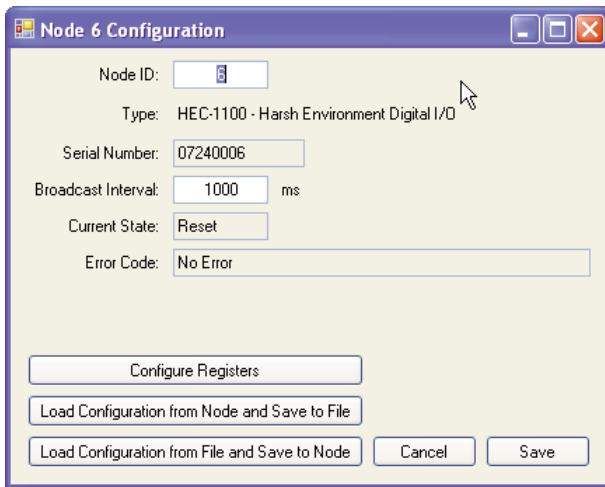 Node 6 Configuration
Node ID: 6
Type: HEC-1100 - Harsh Environment Digital I/O
Serial Number: 07240006
Broadcast Interval: 1000 ms
Current State: Reset
Error Code: No Error
Configure Registers
Load Configuration from Node and Save to File
Load Configuration from File and Save to Node Cancel Save